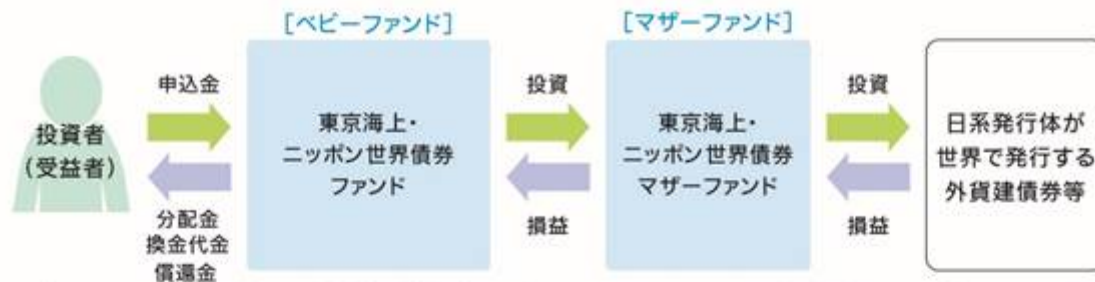 [ベビーファンド]
[マザーファンド]
申込金
投資
投資
投資者
(受益者)
東京海上・
ニッポン世界債券
ファンド
東京海上・
ニッポン世界債券
マザーファンド
日系発行体が
世界で発行する
外貨建債券等
分配金
換金代金
償還金
損益
損益